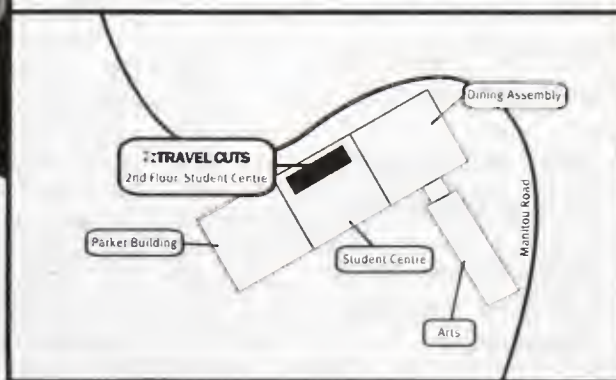 Dining Assembly
TRAVEL CUTS
2nd Floor, Student Centre
Parker Building
Student Centre
Manitou Road
Arts